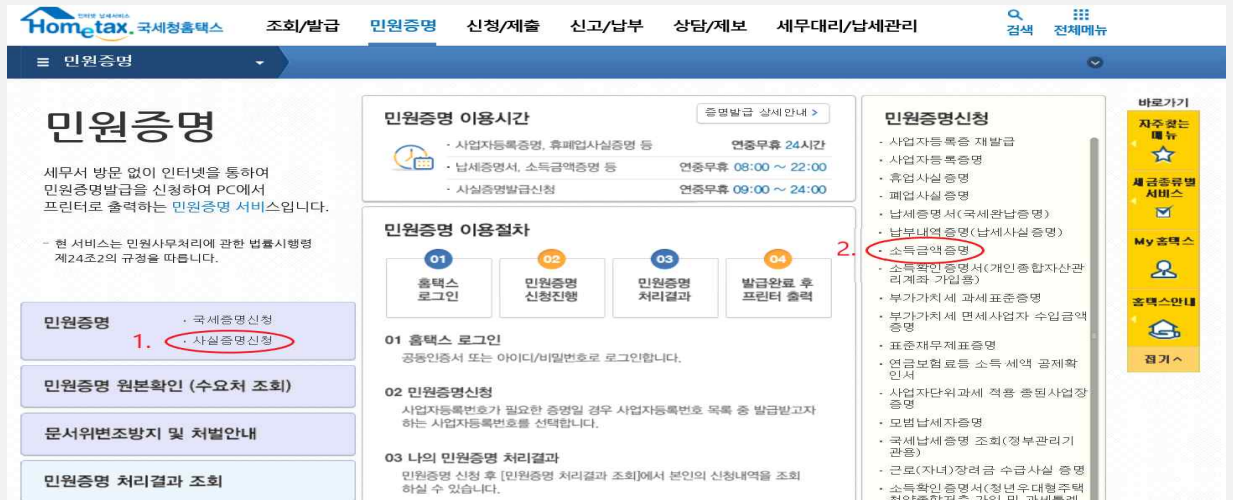 인터넷 납세서비스
Hometax. 국세청홈택스
조회/발급 민원증명 신청/제출 신고/납부 상담/제보 세무대리/납세관리
검색 전체메뉴
민원증명
민원증명
세무서 방문 없이 인터넷을 통하여
민원증명발급을 신청하여 PC에서
프린터로 출력하는 민원증명 서비스입니다.
- 현 서비스는 민원사무처리에 관한 법률시행령
제24조2의 규정을 따릅니다.
민원증명
· 국세증명신청
1. · 사실증명신청
민원증명 원본확인 (수요처 조회)
문서위변조방지 및 처벌안내
민원증명 처리결과 조회
민원증명 이용시간
증명발급 상세안내 >
· 사업자등록증명, 휴폐업사실증명 등 연중무휴 24시간
· 납세증명서, 소득금액증명 등 연중무휴 08:00 ~ 22:00
· 사실증명발급신청 연중무휴 09:00 ~ 24:00
민원증명 이용절차
01 02 03 04
홈택스 민원증명 민원증명 발급완료 후
로그인 신청진행 처리결과 프린터 출력
01 홈택스 로그인
공동인증서 또는 아이디/비밀번호로 로그인합니다.
02 민원증명신청
사업자등록번호가 필요한 증명일 경우 사업자등록번호 목록 중 발급받고자
하는 사업자등록번호를 선택합니다.
03 나의 민원증명 처리결과
민원증명 신청 후 [민원증명 처리결과 조회]에서 본인의 신청내역을 조회
하실 수 있습니다.
민원증명신청
· 사업자등록증 재발급
· 사업자등록증명
· 휴업사실증명
· 폐업사실증명
· 납세증명서(국세완납증명)
· 납부내역증명(납세사실증명)
2. · 소득금액증명
· 소득확인증명서(개인종합자산관
리계좌 가입용)
· 부가가치세 과세표준증명
· 부가가치세 면세사업자 수입금액
증명
· 표준재무제표증명
· 연금보험료등 소득 세액 공제확
인서
· 사업자단위과세 적용 종된사업장
증명
· 모범납세자증명
· 국세납세증명 조회(정부관리기
관용)
· 근로(자녀)장려금 수급사실 증명
· 소득확인증명서(청년우대형주택
청약종합저축 가입 및 과세특례
바로가기
자주찾는
메뉴
세금종류별
서비스
My홈택스
홈택스안내
접기 ^